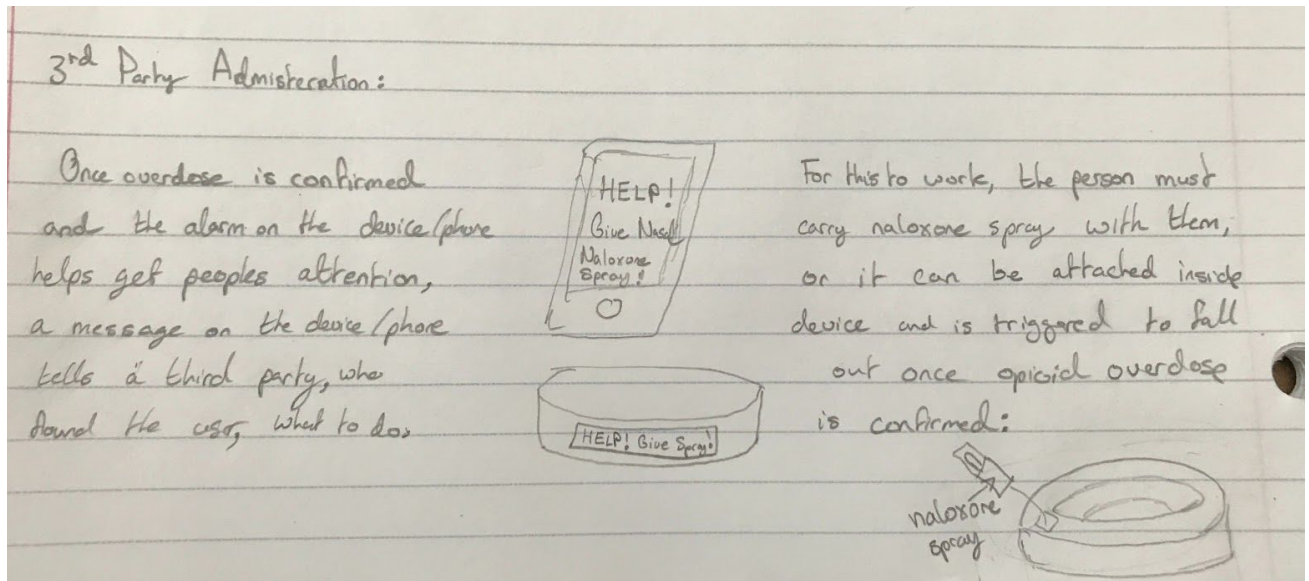 3rd Party Admisteration:
Once overdose is confirmed
and the alarm on the device/phone
helps get peoples attention,
a message on the device/phone
tells a third party, who
found the user, what to do.
HELP!
Give Nasal
Naloxone
Spray!
HELP! Give Spray!
For this to work, the person must
carry naloxone spray with them,
or it can be attached inside
device and is triggered to fall
out once opioid overdose
is confirmed:
naloxone
spray